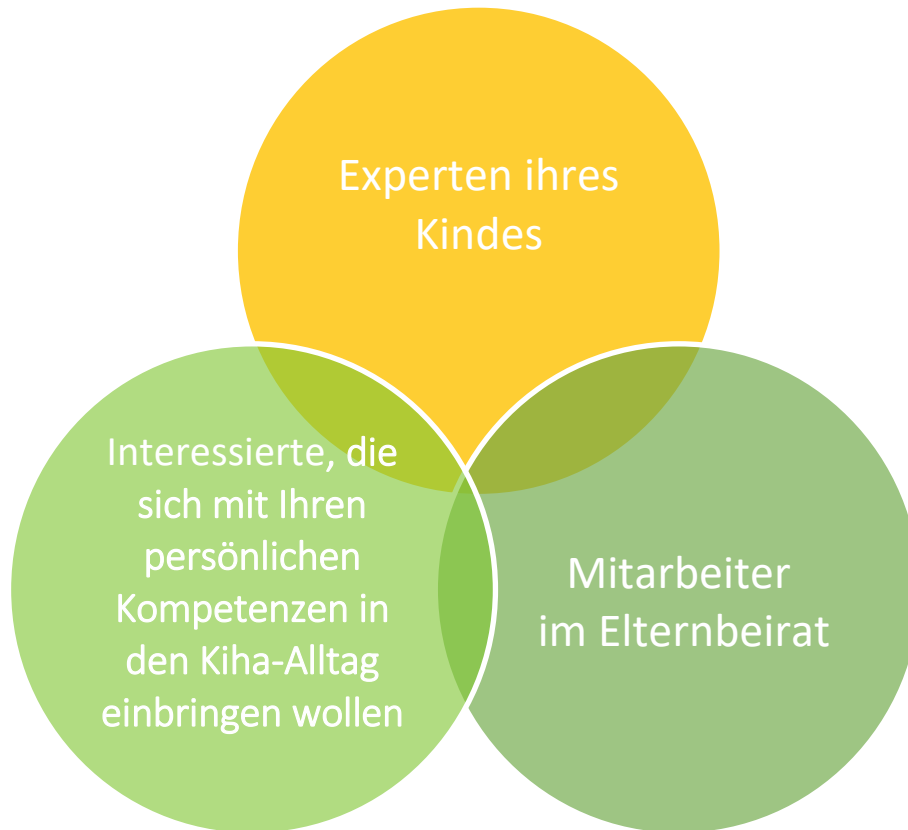 Experten ihres
Kindes
Interessierte, die
sich mit Ihren
persönlichen
Kompetenzen in
den Kiha-Alltag
einbringen wollen
Mitarbeiter
im Elternbeirat